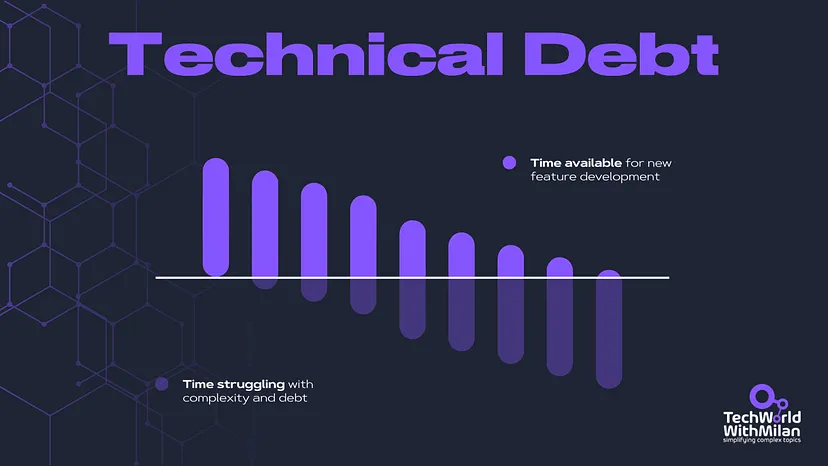 Technical Debt
Time available for new
feature development
Time struggling with
complexity and debt
TechWorld
WithMilan
simplifying complex topics